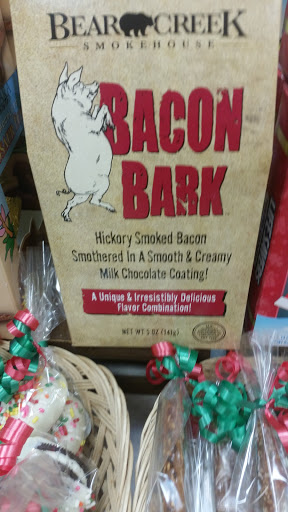 BEAR CREEK
SMOKEHOUSE
BACON
BARK
Hickory Smoked Bacon
Smothered In A Smooth & Creamy
Milk Chocolate Coating!
A Unique & Irresistibly Delicious
Flavor Combination!
NET WT 5 OZ (141g)